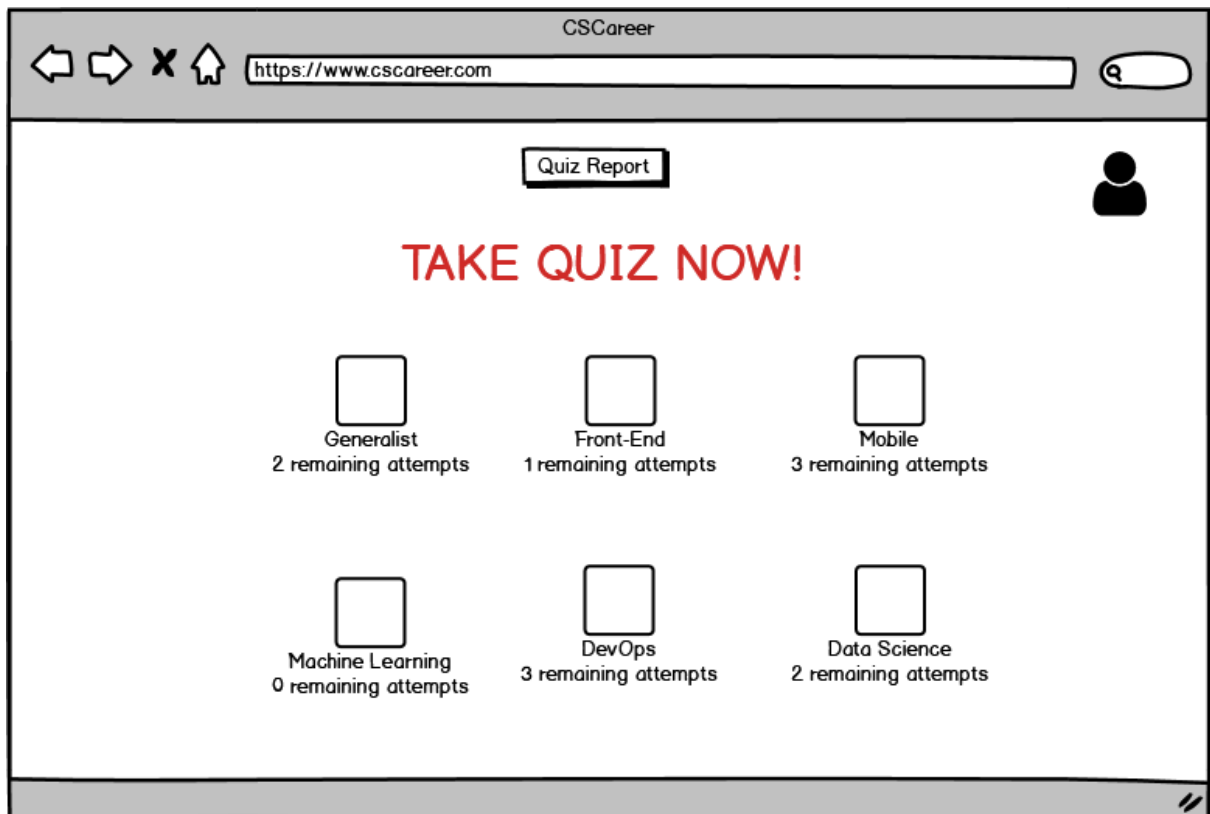 CSCareer
https://www.cscareer.com
Quiz Report
TAKE QUIZ NOW!
Generalist
2 remaining attempts
Front-End
1 remaining attempts
Mobile
3 remaining attempts
Machine Learning
0 remaining attempts
DevOps
3 remaining attempts
Data Science
2 remaining attempts